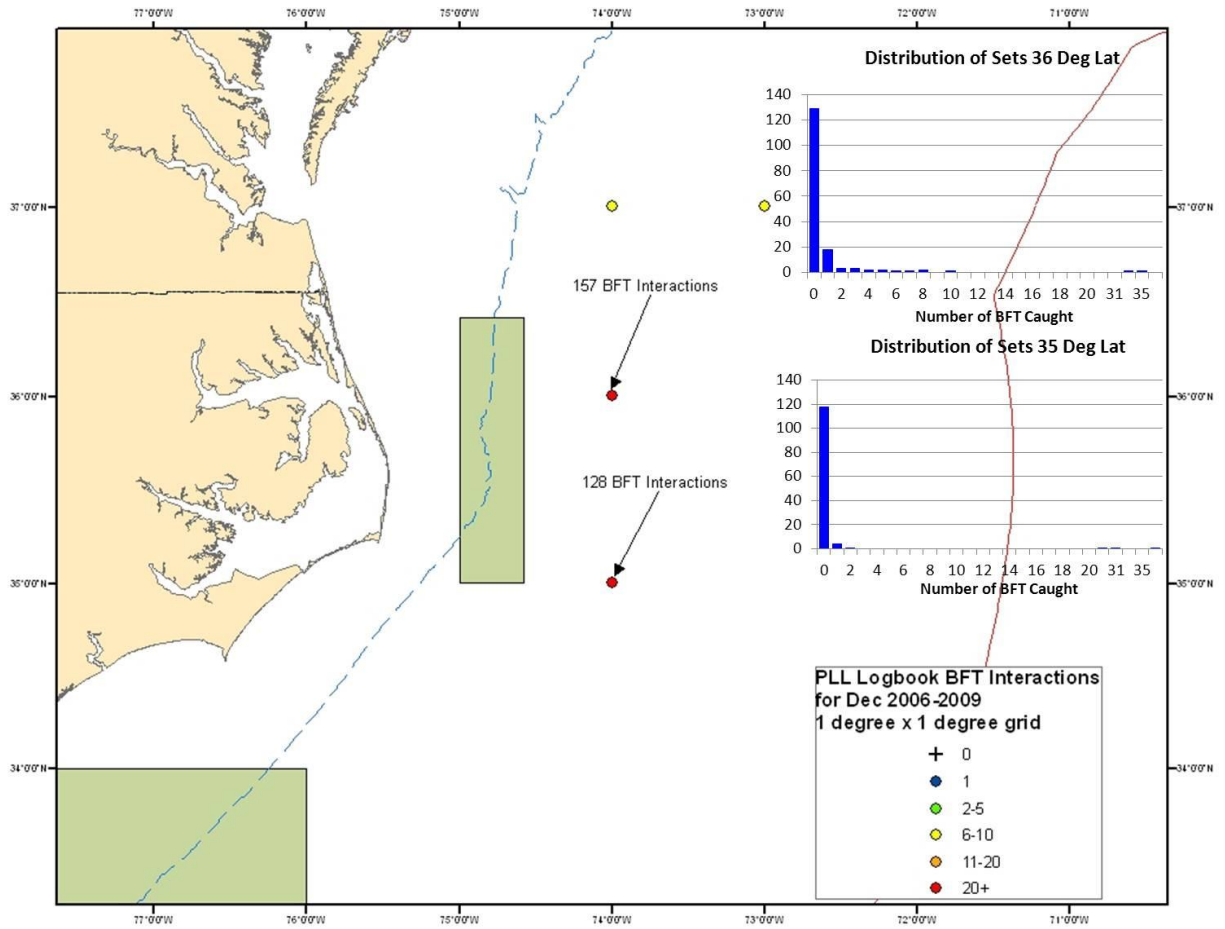 77°0'0"W 76°0'0"W 75°0'0"W 74°0'0"W 73°0'0"W 72°0'0"W 71°0'0"W
Distribution of Sets 36 Deg Lat
140
120
100
80
60
40
20
0
0 2 4 6 8 10 12 14 16 18 20 31 35
Number of BFT Caught
37°0'0"N 37°0'0"N
157 BFT Interactions
Distribution of Sets 35 Deg Lat
140
120
100
80
60
40
20
0
0 2 4 6 8 10 12 14 16 18 20 31 35
Number of BFT Caught
36°0'0"N 36°0'0"N
128 BFT Interactions
35°0'0"N 35°0'0"N
PLL Logbook BFT Interactions
for Dec 2006-2009
1 degree x 1 degree grid
0
1
2-5
6-10
11-20
20+
34°0'0"N 34°0'0"N
77°0'0"W 76°0'0"W 75°0'0"W 74°0'0"W 73°0'0"W 72°0'0"W 71°0'0"W